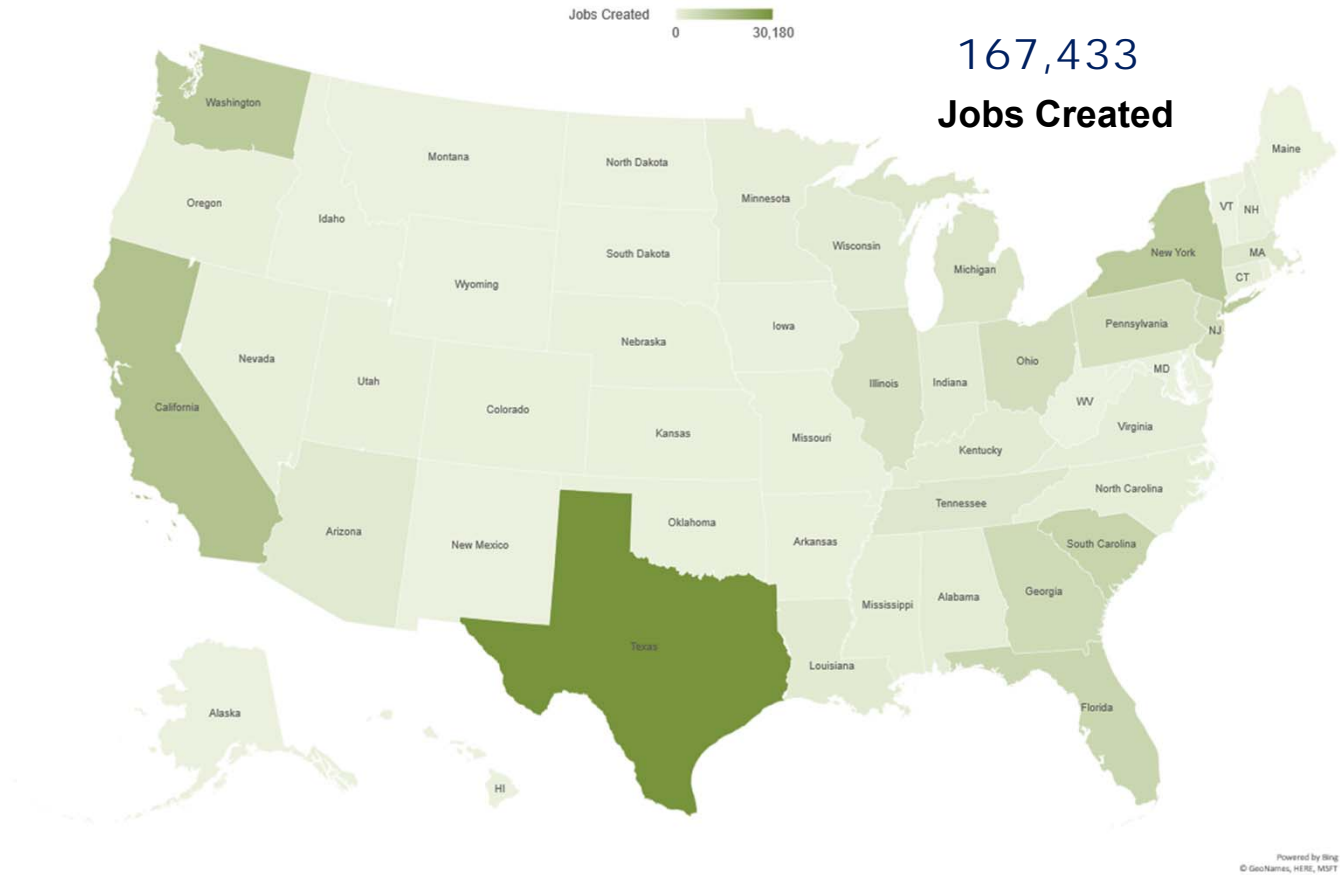 Jobs Created
0 30,180
167,433
Jobs Created
Washington
Maine
Montana
North Dakota
Minnesota
Oregon
Idaho
VT NH
Wisconsin
New York
MA
South Dakota
Michigan
CT
Wyoming
Iowa
Pennsylvania
NJ
Nebraska
Nevada
Ohio
MD
Utah
Illinois
Indiana
California
Colorado
WV
Virginia
Kansas
Missouri
Kentucky
North Carolina
Tennessee
Arizona
New Mexico
Oklahoma
Arkansas
South Carolina
Mississippi
Alabama
Georgia
Texas
Louisiana
Alaska
Florida
HI
Powered by Bing
© GeoNames, HERE, MSFT